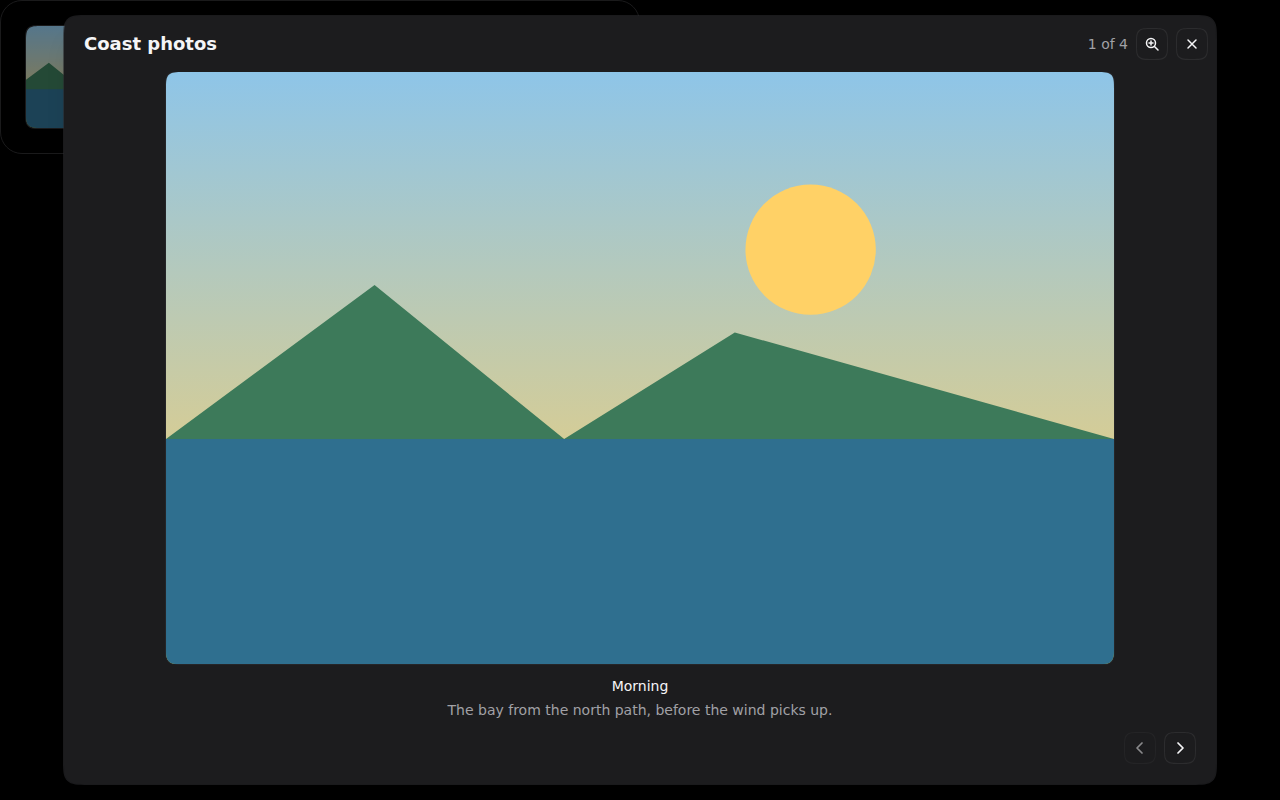 Coast photos
1 of 4
Morning
The bay from the north path, before the wind picks up.